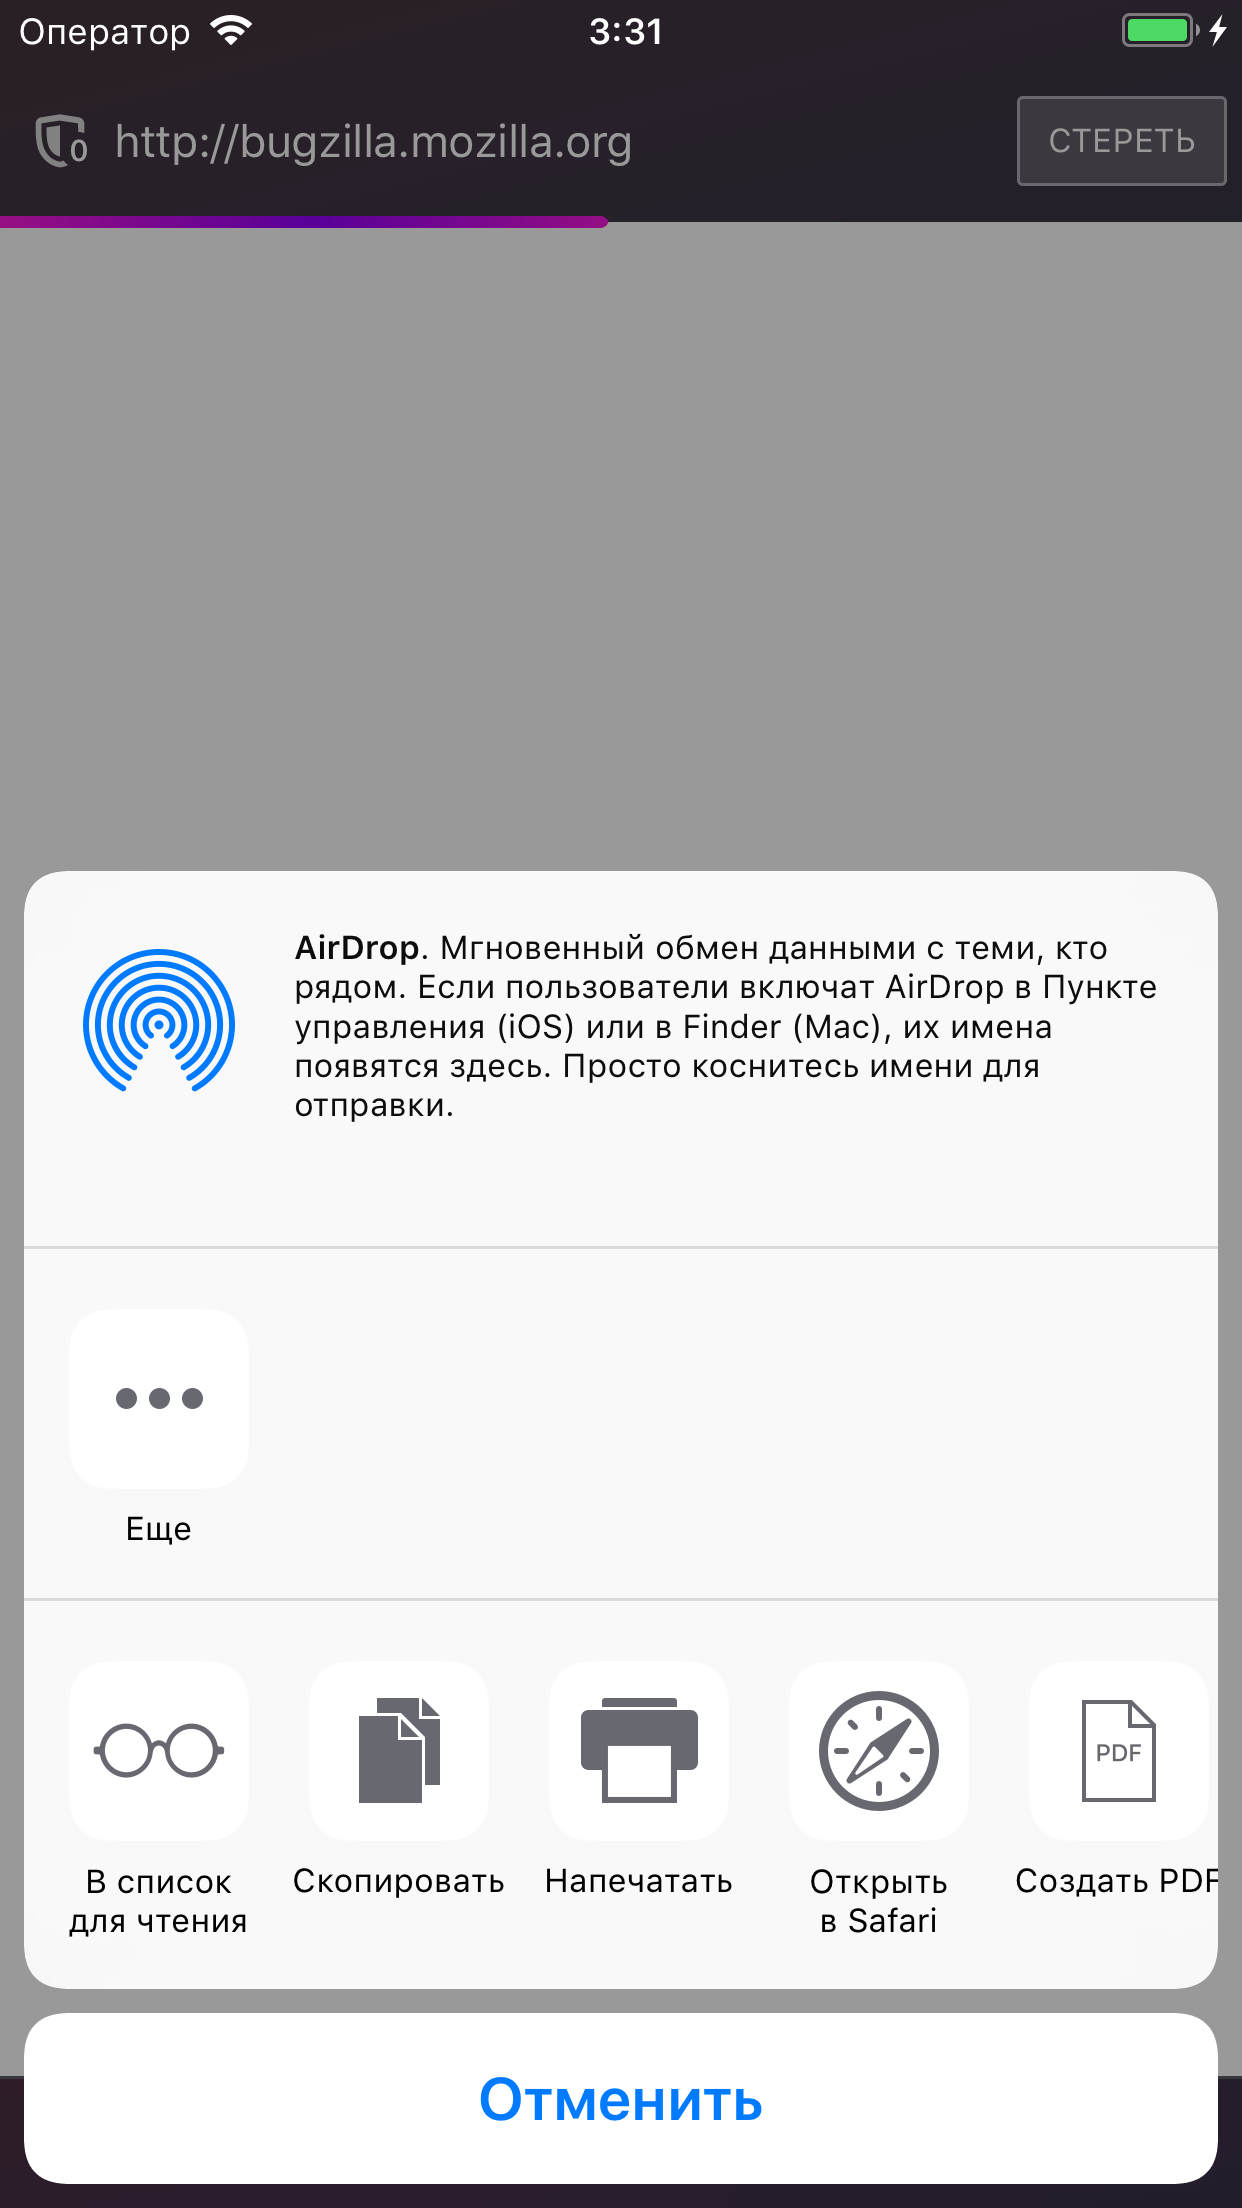 Оператор 3:31
0 http://bugzilla.mozilla.org СТЕРЕТЬ
AirDrop. Мгновенный обмен данными с теми, кто
рядом. Если пользователи включат AirDrop в Пункте
управления (iOS) или в Finder (Mac), их имена
появятся здесь. Просто коснитесь имени для
отправки.
Еще
PDF
В список
для чтения
Скопировать
Напечатать
Открыть
в Safari
Создать PDF
Отменить